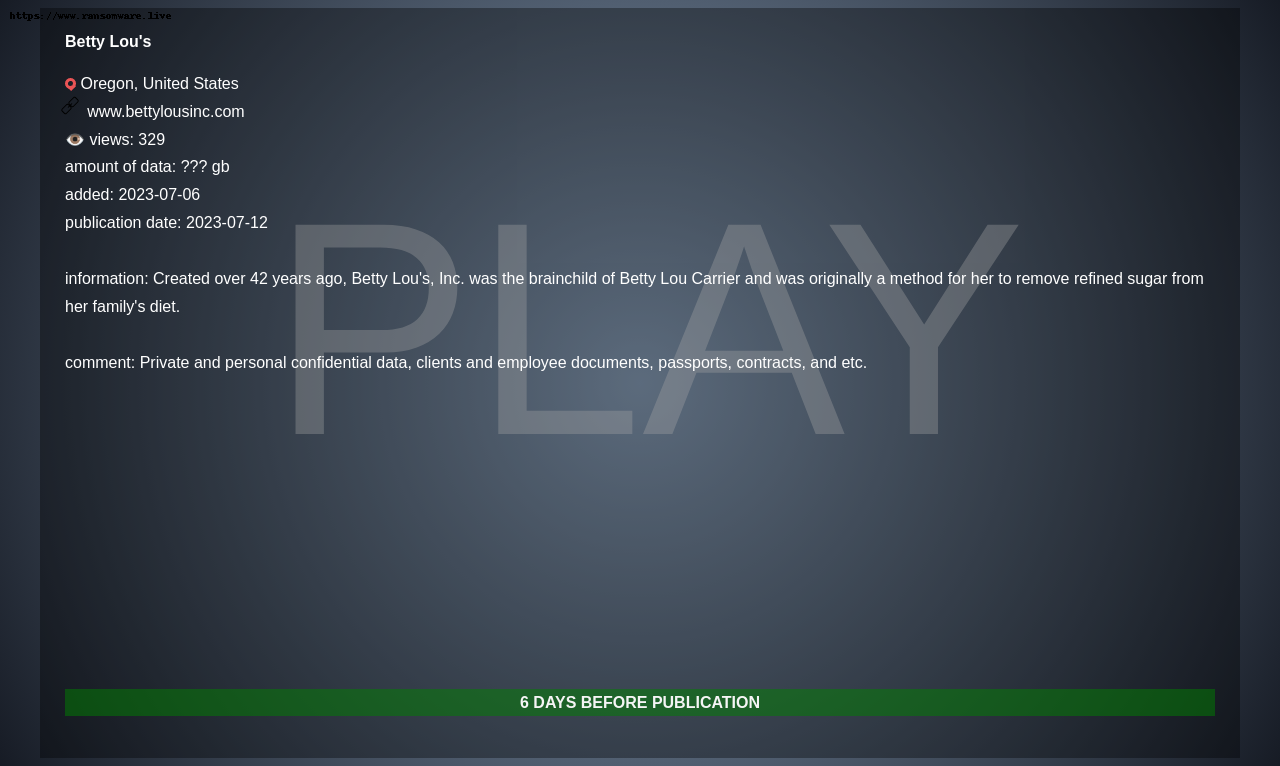 https://www.ransomware.live
Betty Lou's
Oregon, United States
www.bettylousinc.com
views: 329
amount of data: ??? gb
added: 2023-07-06
publication date: 2023-07-12
PLAY
information: Created over 42 years ago, Betty Lou's, Inc. was the brainchild of Betty Lou Carrier and was originally a method for her to remove refined sugar from
her family's diet.
comment: Private and personal confidential data, clients and employee documents, passports, contracts, and etc.
6 DAYS BEFORE PUBLICATION